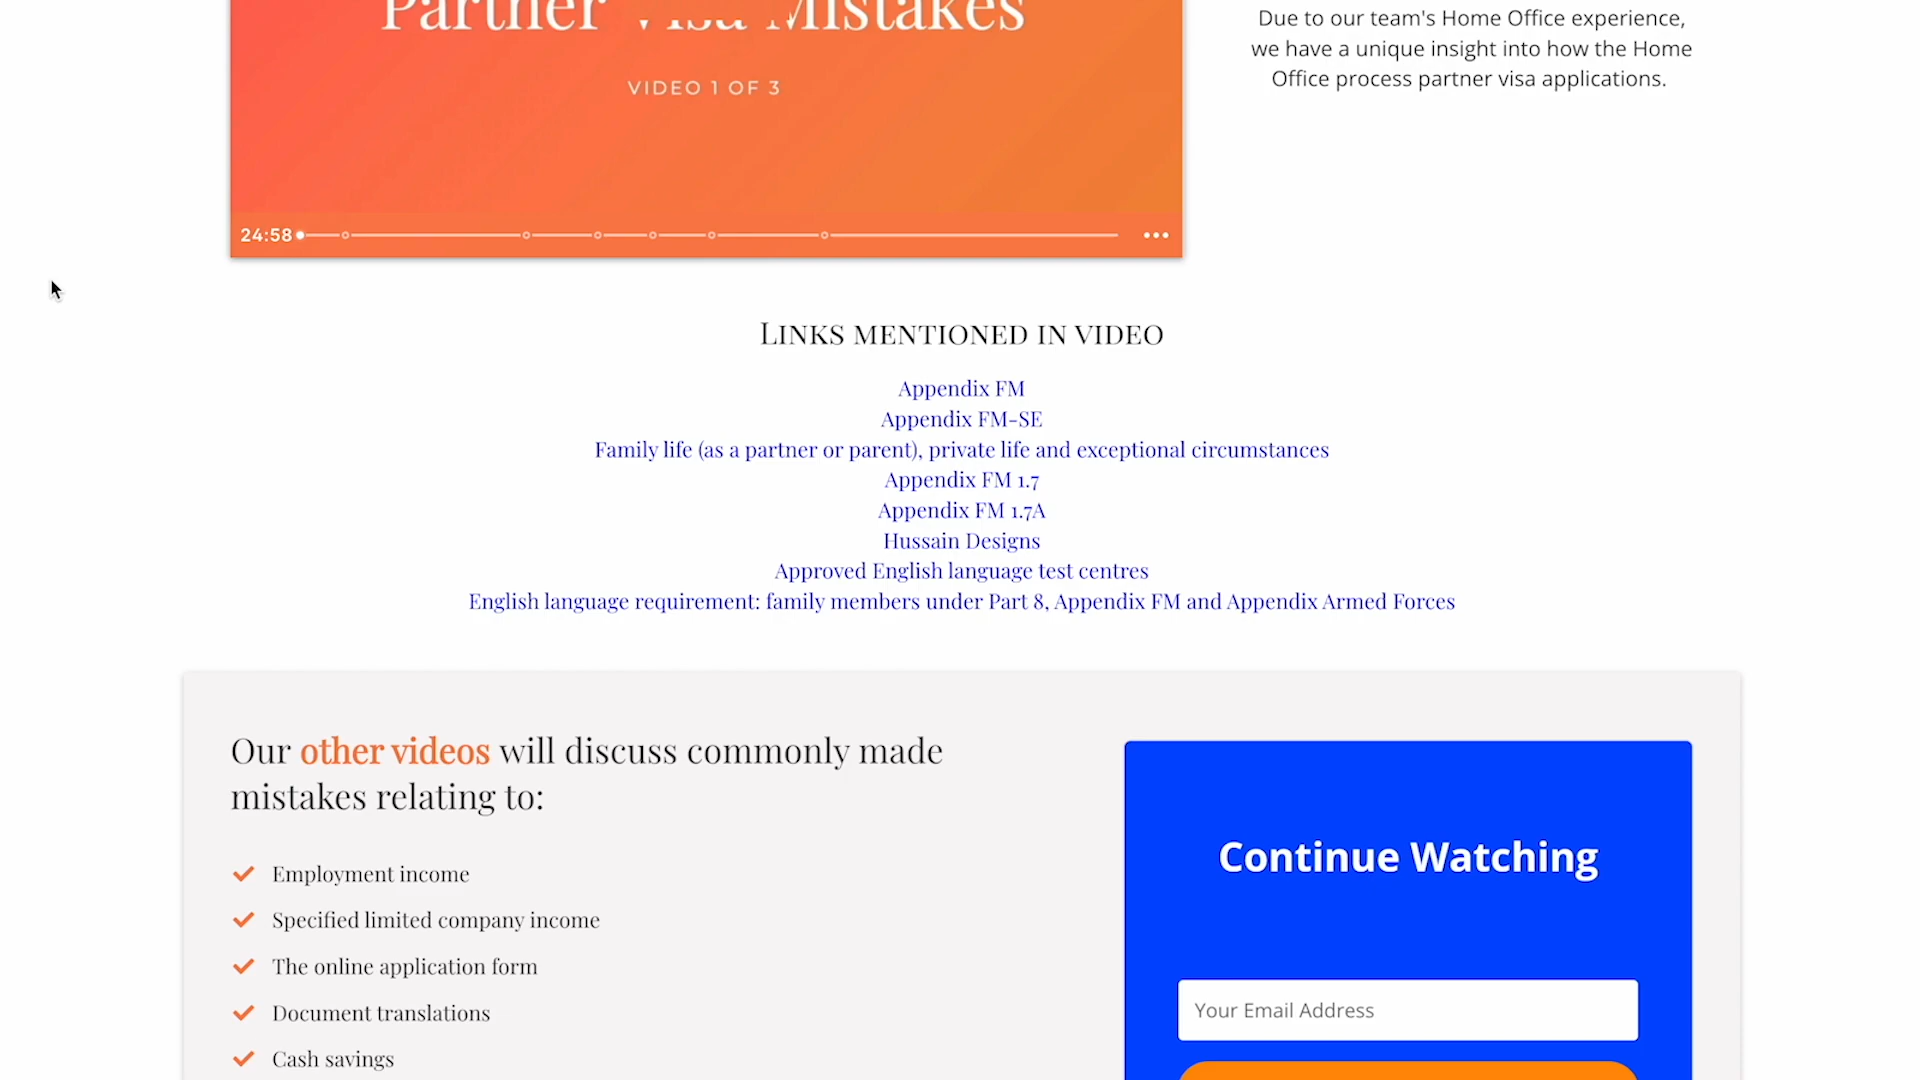 Partner Visa Mistakes
VIDEO 1 OF 3
24:58
Due to our team's Home Office experience,
we have a unique insight into how the Home
Office process partner visa applications.
LINKS MENTIONED IN VIDEO
Appendix FM
Appendix FM-SE
Family life (as a partner or parent), private life and exceptional circumstances
Appendix FM 1.7
Appendix FM 1.7A
Hussain Designs
Approved English language test centres
English language requirement: family members under Part 8, Appendix FM and Appendix Armed Forces
Our other videos will discuss commonly made
mistakes relating to:
Employment income
Specified limited company income
The online application form
Document translations
Cash savings
Continue Watching
Your Email Address